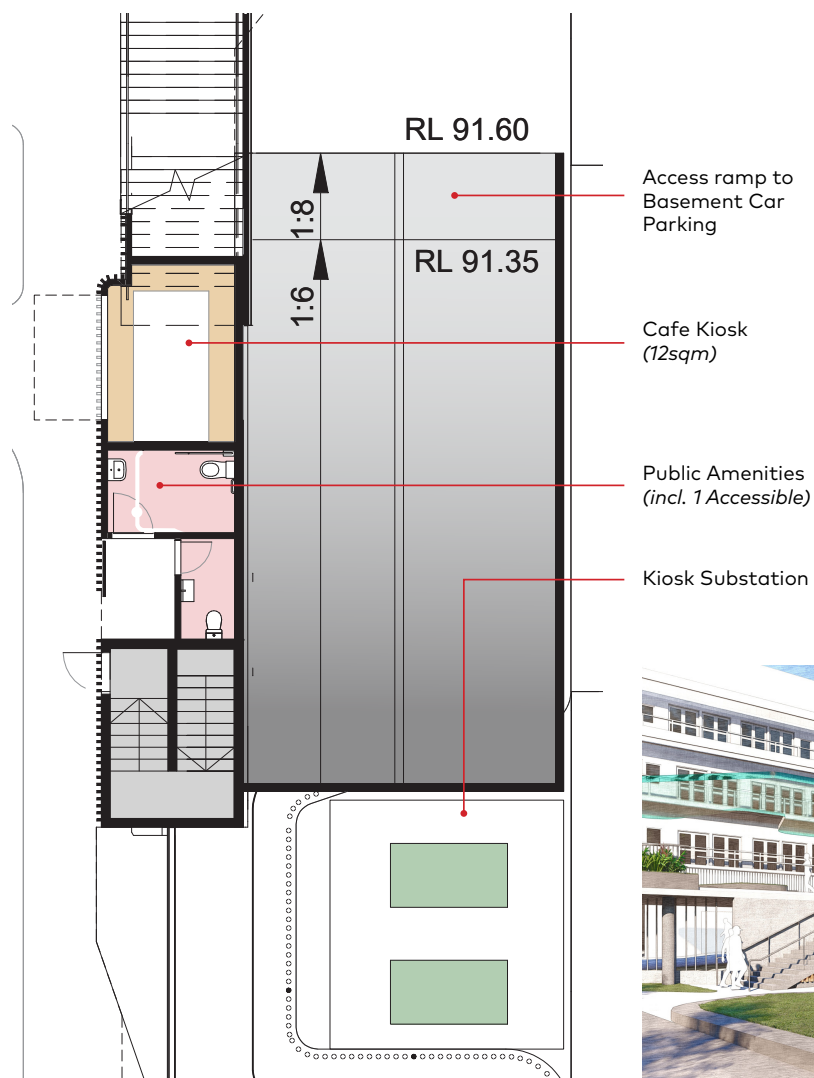 RL 91.60
1:8
RL 91.35
1:6
Access ramp to
Basement Car
Parking
Cafe Kiosk
(12sqm)
Public Amenities
(incl. 1 Accessible)
Kiosk Substation